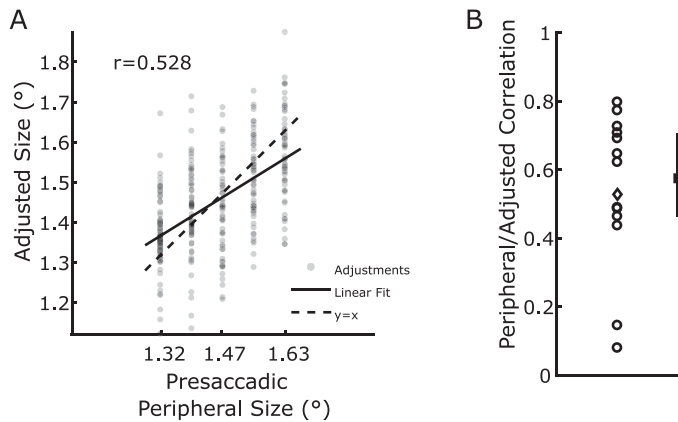 A
r=0.528
Adjusted Size (°)
1.8
1.7
1.6
1.5
1.4
1.3
1.2
Adjustments
Linear Fit
y=x
1.32 1.47 1.63
Presaccadic
Peripheral Size (°)
B
Peripheral/Adjusted Correlation
1
0.8
0.6
0.4
0.2
0